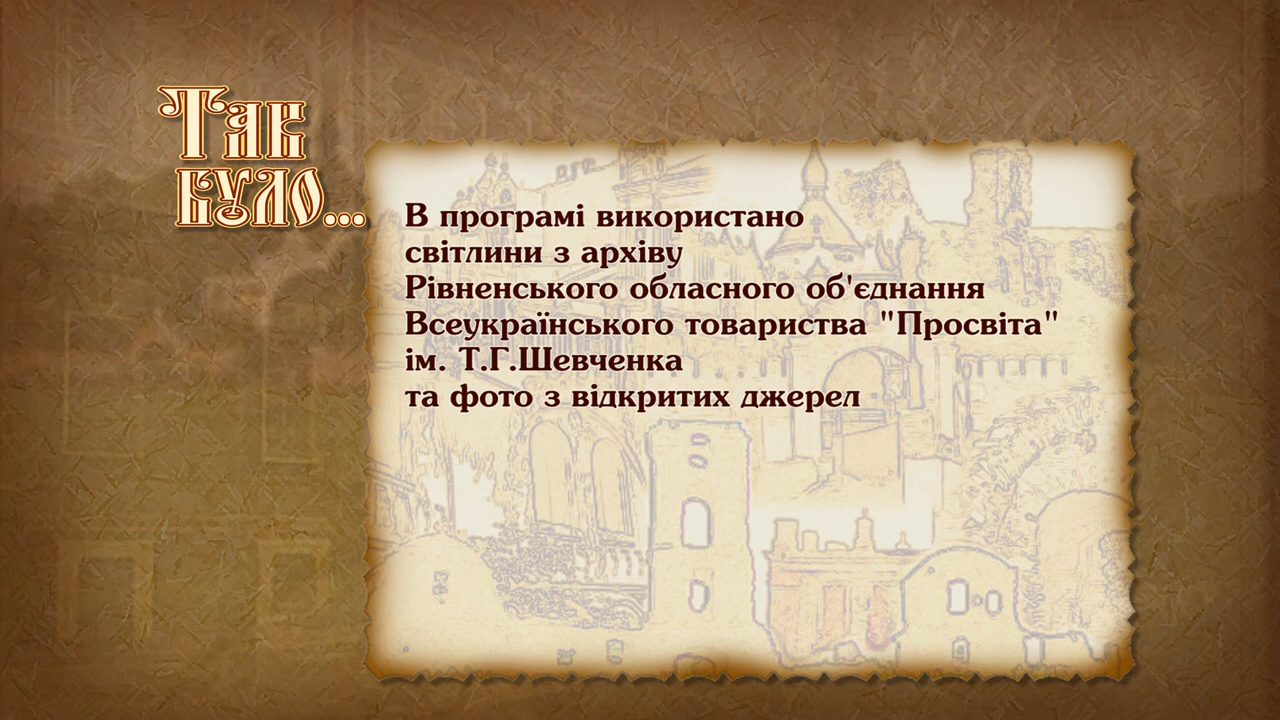 Так
було...
В програмі використано
світлини з архіву
Рівненського обласного об'єднання
Всеукраїнського товариства "Просвіта"
ім. Т.Г.Шевченка
та фото з відкритих джерел